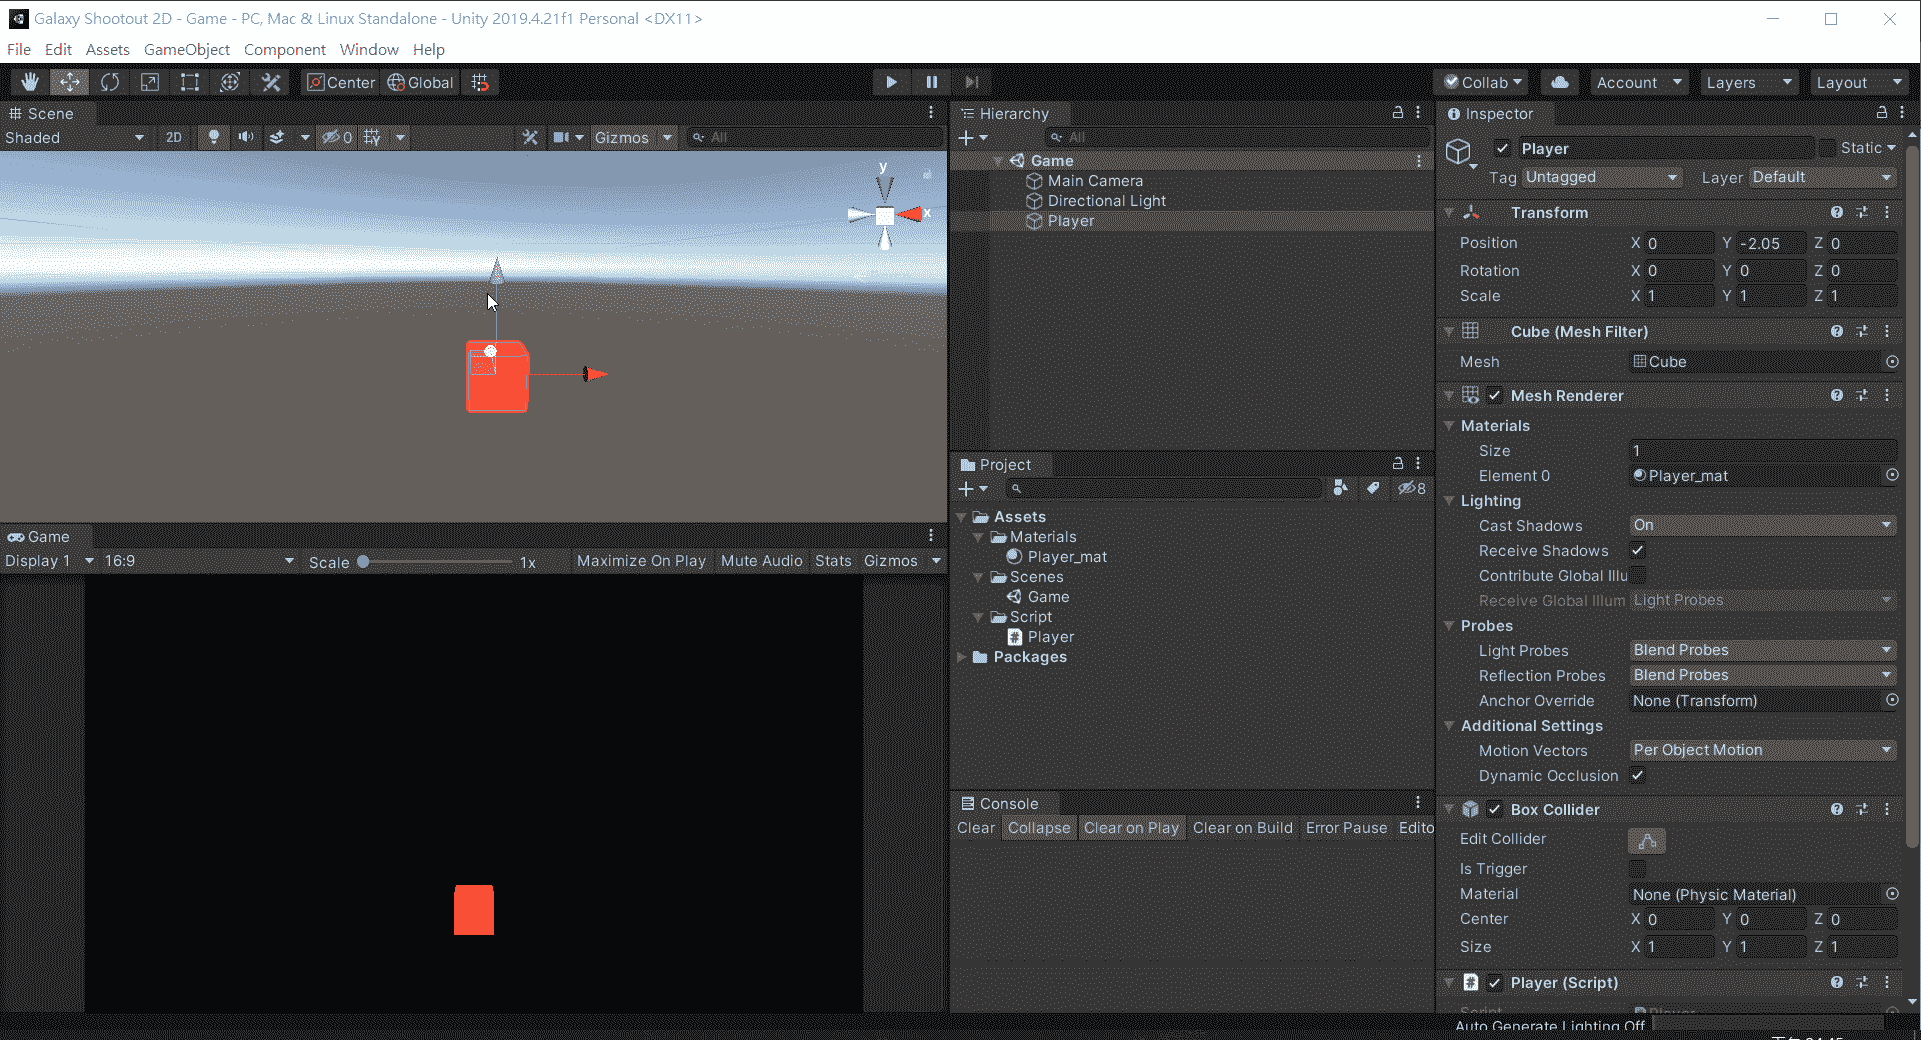 Galaxy Shootout 2D - Game - PC, Mac & Linux Standalone - Unity 2019.4.21f1 Personal <DX11>
File Edit Assets GameObject Component Window Help
Center Global Collab Account Layers Layout
Scene
Shaded 2D 0 Gizmos All
y
x
Game
Display 1 16:9 Scale 1x Maximize On Play Mute Audio Stats Gizmos
Hierarchy
All
Game
Main Camera
Directional Light
Player
Project
8
Assets
Materials
Player_mat
Scenes
Game
Script
Player
Packages
Console
Clear Collapse Clear on Play Clear on Build Error Pause Edito
Inspector
Player Static
Tag Untagged Layer Default
Transform
Position X 0 Y -2.05 Z 0
Rotation X 0 Y 0 Z 0
Scale X 1 Y 1 Z 1
Cube (Mesh Filter)
Mesh Cube
Mesh Renderer
Materials
Size 1
Element 0 Player_mat
Lighting
Cast Shadows On
Receive Shadows
Contribute Global Illu
Receive Global Illum Light Probes
Probes
Light Probes Blend Probes
Reflection Probes Blend Probes
Anchor Override None (Transform)
Additional Settings
Motion Vectors Per Object Motion
Dynamic Occlusion
Box Collider
Edit Collider
Is Trigger
Material None (Physic Material)
Center X 0 Y 0 Z 0
Size X 1 Y 1 Z 1
Player (Script)
Script Player
Auto Generate Lighting Off